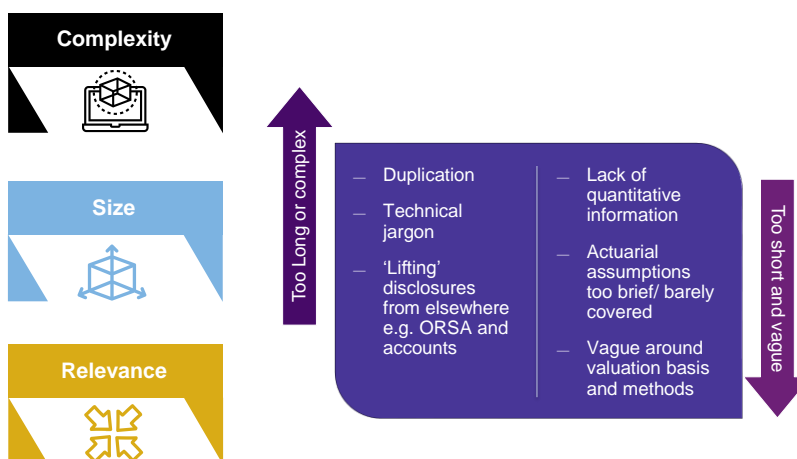 Complexity
Size
Relevance
Too Long or complex
— Duplication
— Technical
jargon
— ‘Lifting’
disclosures
from elsewhere
e.g. ORSA and
accounts
— Lack of
quantitative
information
— Actuarial
assumptions
too brief/ barely
covered
— Vague around
valuation basis
and methods
Too short and vague